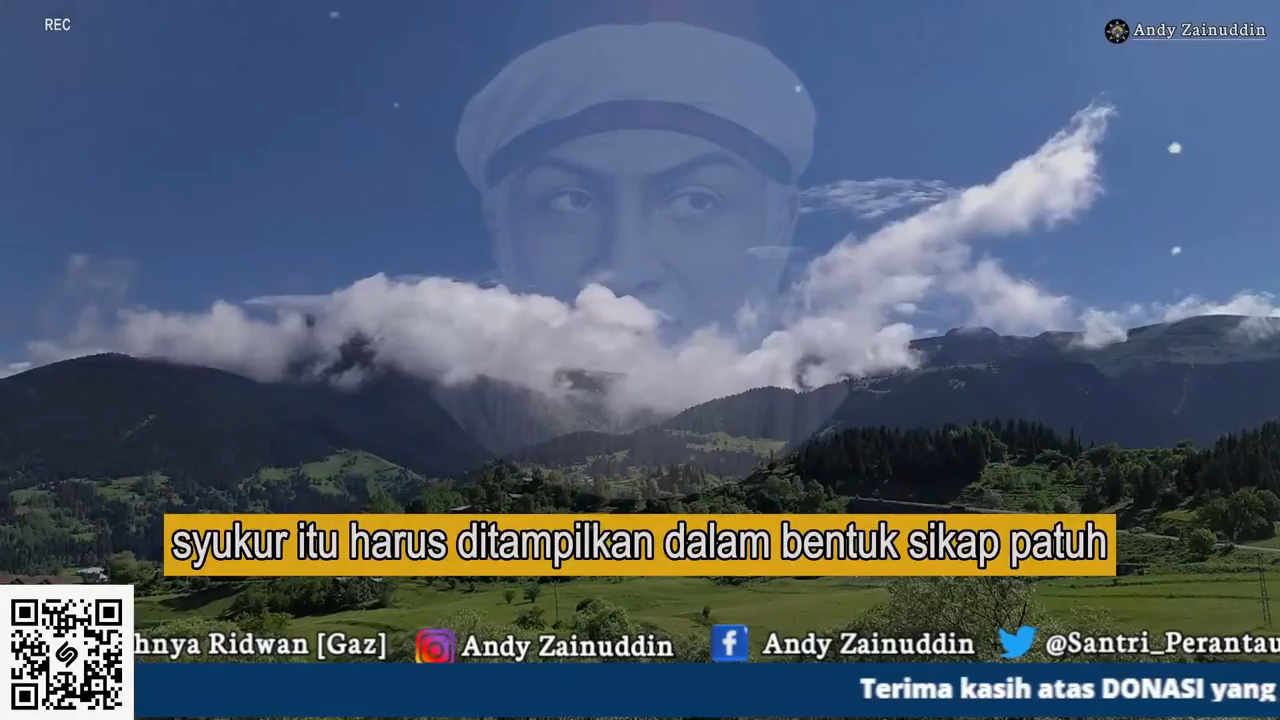 REC
Andy Zainuddin
syukur itu harus ditampilkan dalam bentuk sikap patuh
hnya Ridwan [Gaz] Andy Zainuddin Andy Zainuddin @Santri_Perantau
Terima kasih atas DONASI yang